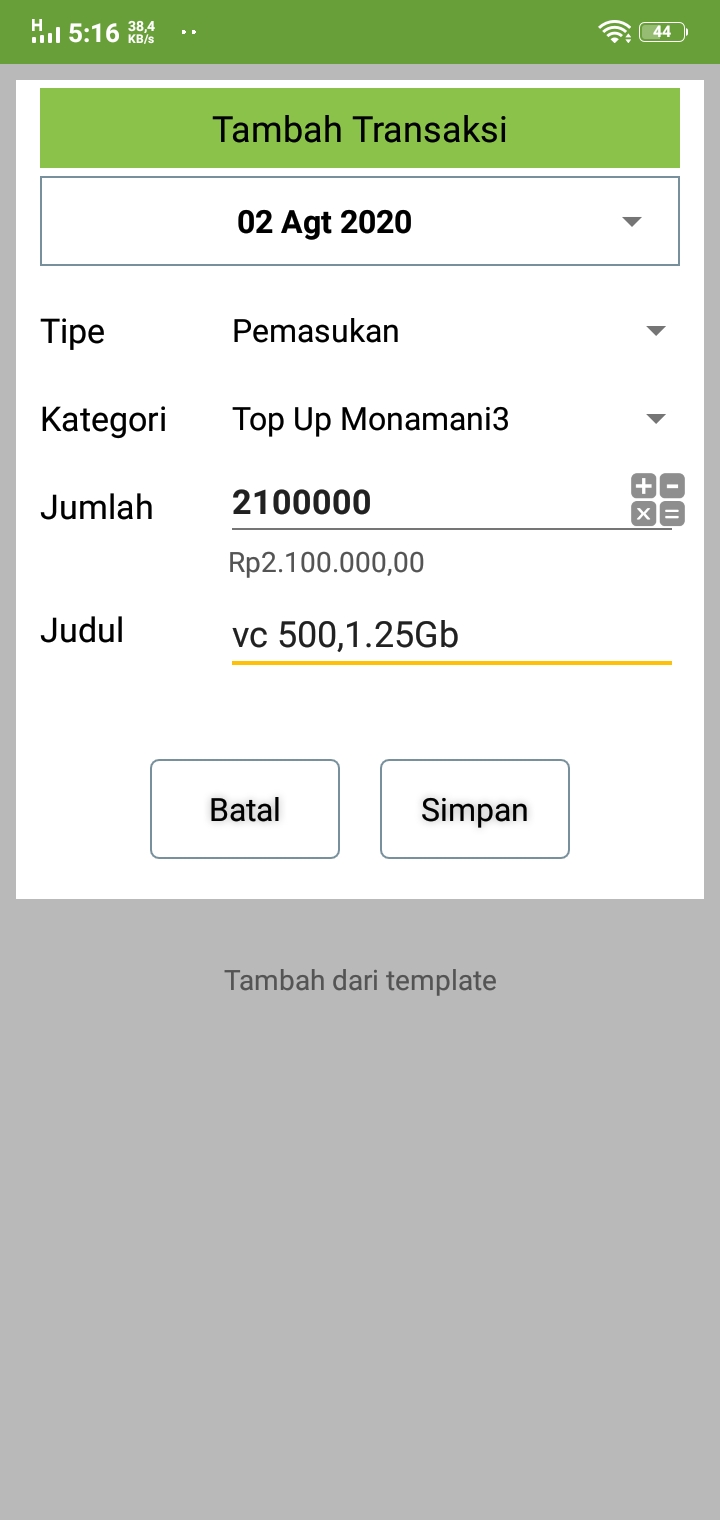 H 5:16 38,4 KB/s 44
Tambah Transaksi
02 Agt 2020
Tipe Pemasukan
Kategori Top Up Monamani3
Jumlah 2100000
Rp2.100.000,00
Judul vc 500,1.25Gb
Batal Simpan
Tambah dari template